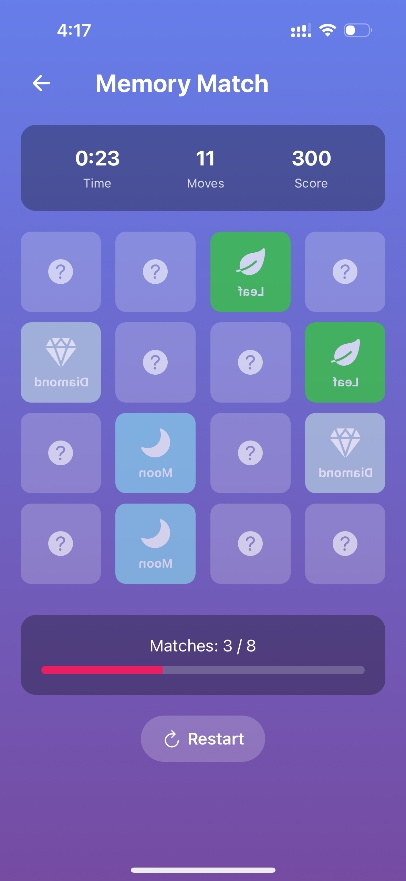 4:17
Memory Match
0:23 11 300
Time Moves Score
? ? Leaf ?
Diamond ? ? Leaf
? Moon ? Diamond
? Moon ? ?
Matches: 3 / 8
Restart